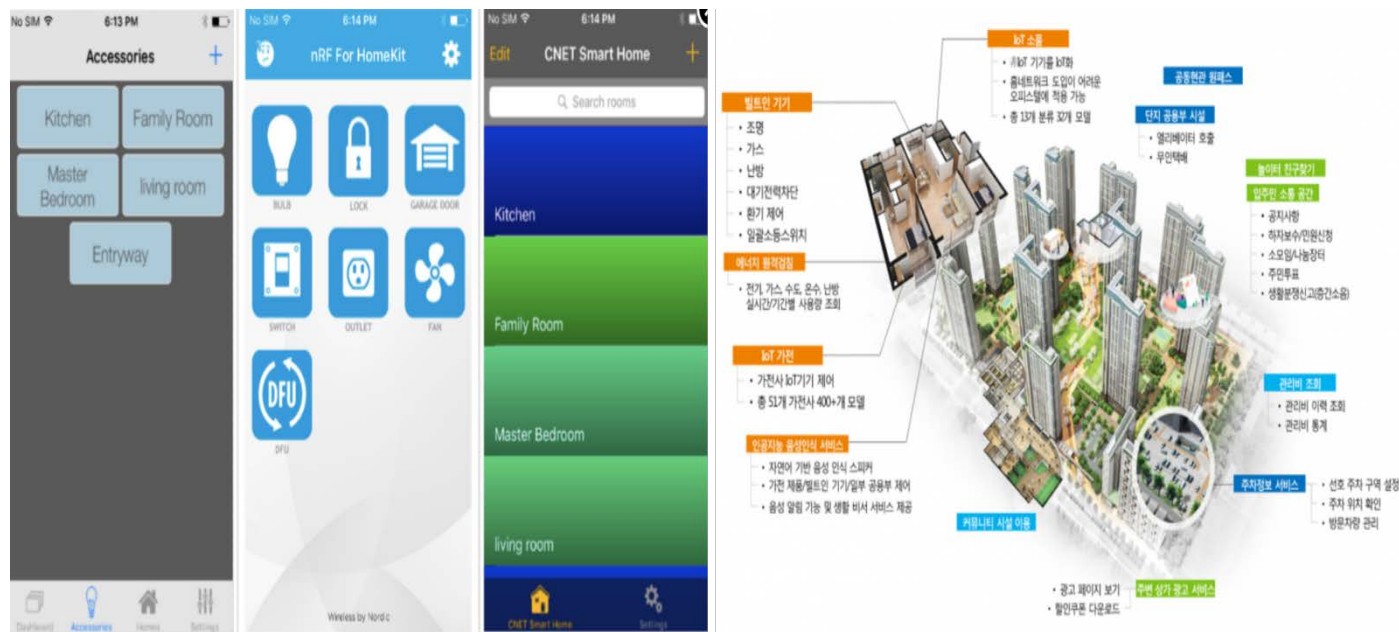 No SIM 6:13 PM
Accessories +
Kitchen
Family Room
Master
Bedroom
living room
Entryway
Dashboard Accessories Homes Settings
No SIM 6:14 PM
nRF For HomeKit
BULB
LOCK
GARAGE DOOR
SWITCH
OUTLET
FAN
DFU
DFU
Wireless by Nordic
No SIM 6:14 PM
Edit CNET Smart Home +
Search rooms
Kitchen
Family Room
Master Bedroom
living room
CNET Smart Home Settings
빌트인 기기
• 조명
• 가스
• 난방
• 대기전력차단
• 환기 제어
• 일괄소등스위치
에너지 원격검침
• 전기, 가스, 수도, 온수, 난방
실시간/기간별 사용량 조회
IoT 가전
• 가전사 IoT기기 제어
• 총 51개 가전사 400+개 모델
인공지능 음성인식 서비스
• 자연어 기반 음성 인식 스피커
• 가전 제품/빌트인 기기/일부 공용부 제어
• 음성 알림 기능 및 생활 비서 서비스 제공
IoT 소품
• 非IoT 기기를 IoT화
• 홈네트워크 도입이 어려운
오피스텔에 적용 가능
• 총 13개 분류 32개 모델
공동현관 원패스
단지 공용부 시설
• 엘리베이터 호출
• 무인택배
놀이터 친구찾기
입주민 소통 공간
• 공지사항
• 하자보수/민원신청
• 소모임/나눔장터
• 주민투표
• 생활분쟁신고(층간소음)
관리비 조회
• 관리비 이력 조회
• 관리비 통계
주차정보 서비스
• 선호 주차 구역 설정
• 주차 위치 확인
• 방문차량 관리
커뮤니티 시설 이용
주변 상가 광고 서비스
• 광고 페이지 보기
• 할인쿠폰 다운로드